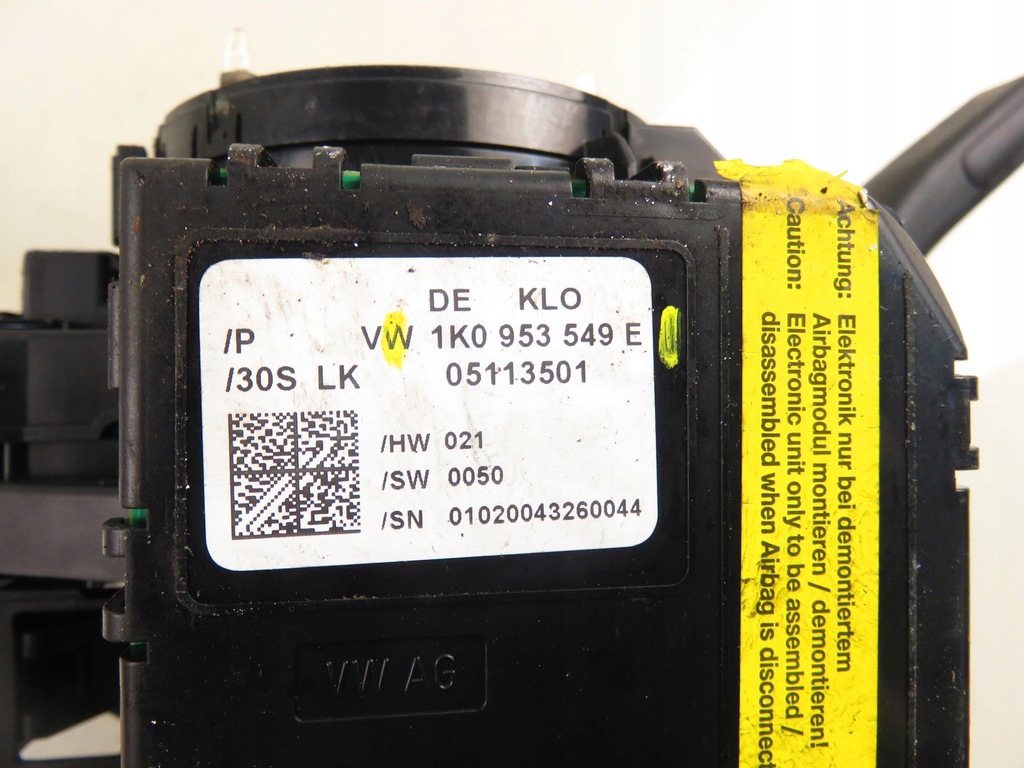 DE KLO
/P VW 1K0 953 549 E
/30S LK 05113501
/HW 021
/SW 0050
/SN 01020043260044
VW AG
Achtung: Elektronik nur bei demontiertem
Airbagmodul montieren / demontieren!
Caution: Electronic unit only to be assembled /
disassembled when Airbag is disconnect